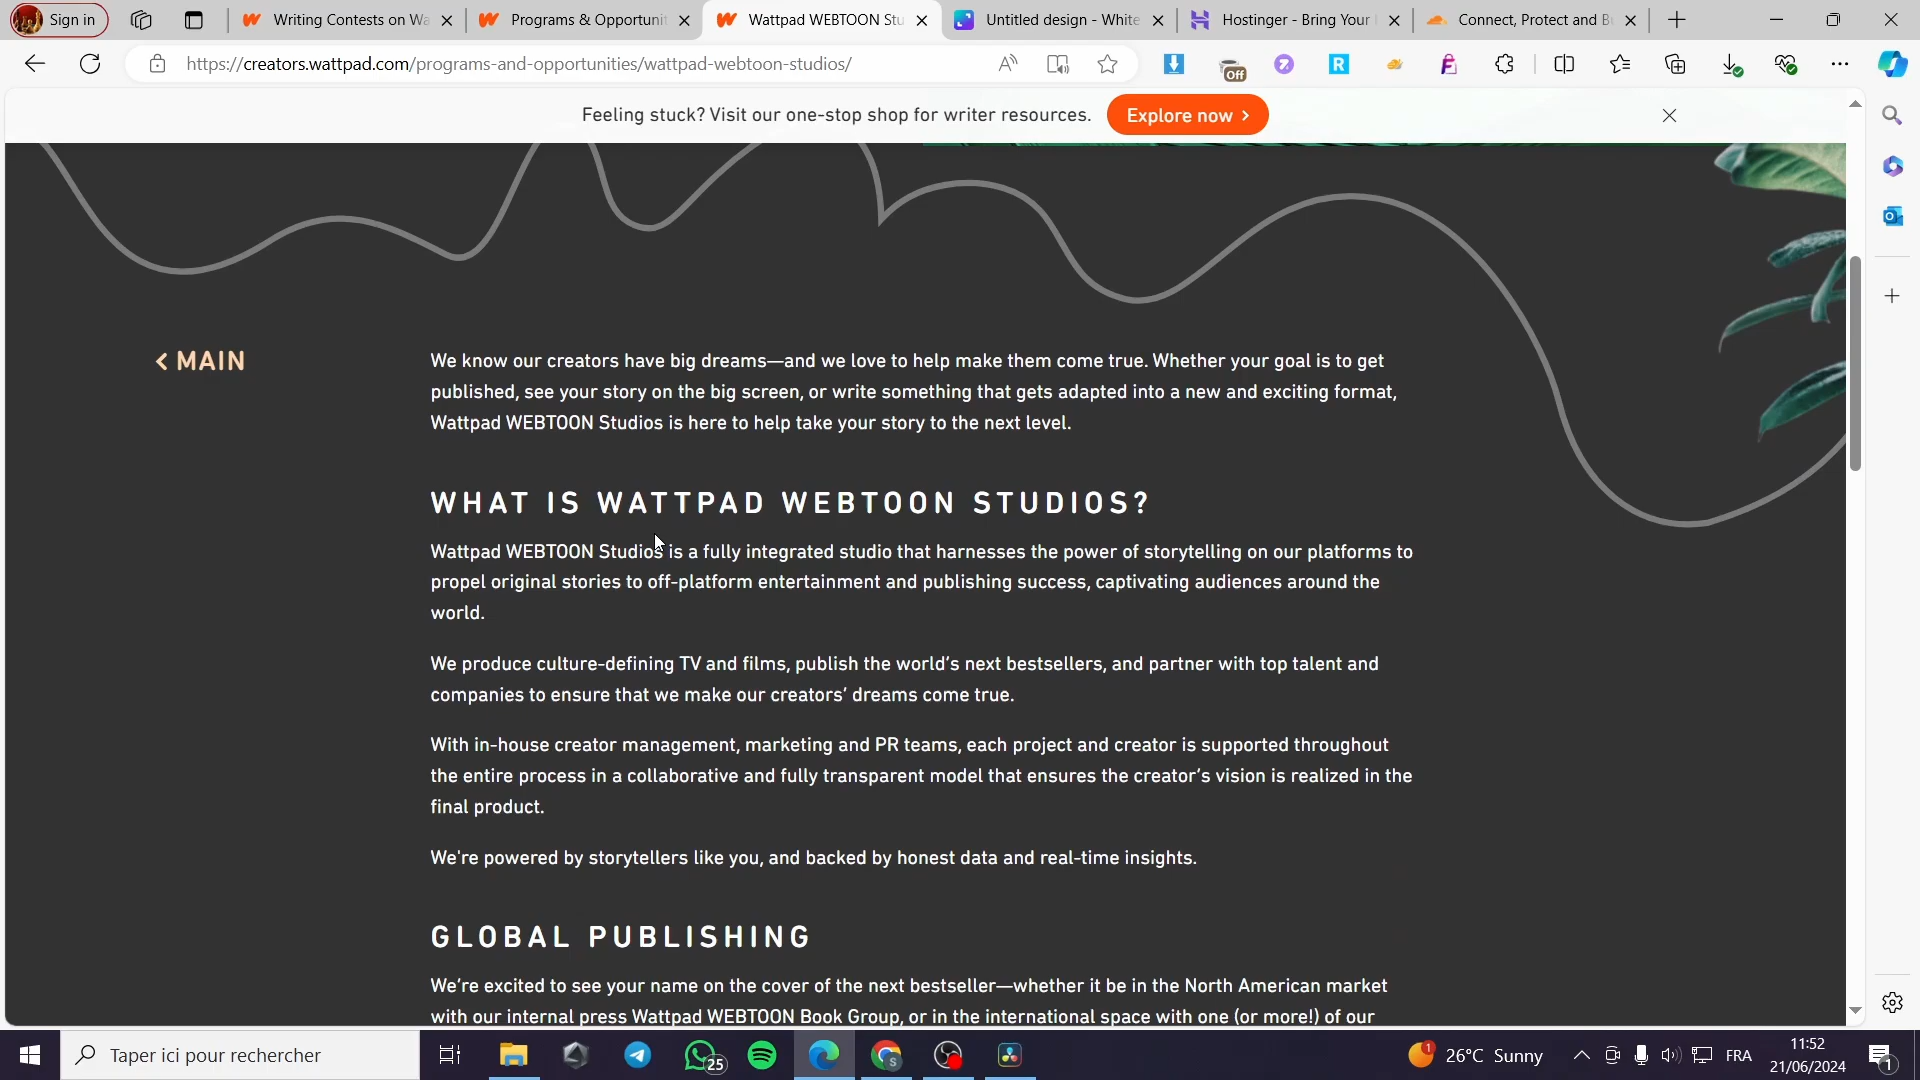 Sign in
Writing Contests on Wa
Programs & Opportunit
Wattpad WEBTOON Stu
Untitled design - White
Hostinger - Bring Your I
Connect, Protect and Bu
https://creators.wattpad.com/programs-and-opportunities/wattpad-webtoon-studios/
Off
Feeling stuck? Visit our one-stop shop for writer resources.
Explore now >
< MAIN
We know our creators have big dreams—and we love to help make them come true. Whether your goal is to get
published, see your story on the big screen, or write something that gets adapted into a new and exciting format,
Wattpad WEBTOON Studios is here to help take your story to the next level.
WHAT IS WATTPAD WEBTOON STUDIOS?
Wattpad WEBTOON Studios is a fully integrated studio that harnesses the power of storytelling on our platforms to
propel original stories to off-platform entertainment and publishing success, captivating audiences around the
world.
We produce culture-defining TV and films, publish the world's next bestsellers, and partner with top talent and
companies to ensure that we make our creators' dreams come true.
With in-house creator management, marketing and PR teams, each project and creator is supported throughout
the entire process in a collaborative and fully transparent model that ensures the creator's vision is realized in the
final product.
We're powered by storytellers like you, and backed by honest data and real-time insights.
GLOBAL PUBLISHING
We're excited to see your name on the cover of the next bestseller—whether it be in the North American market
with our internal press Wattpad WEBTOON Book Group, or in the international space with one (or more!) of our
Taper ici pour rechercher
25
26°C Sunny
FRA
11:52
21/06/2024
1